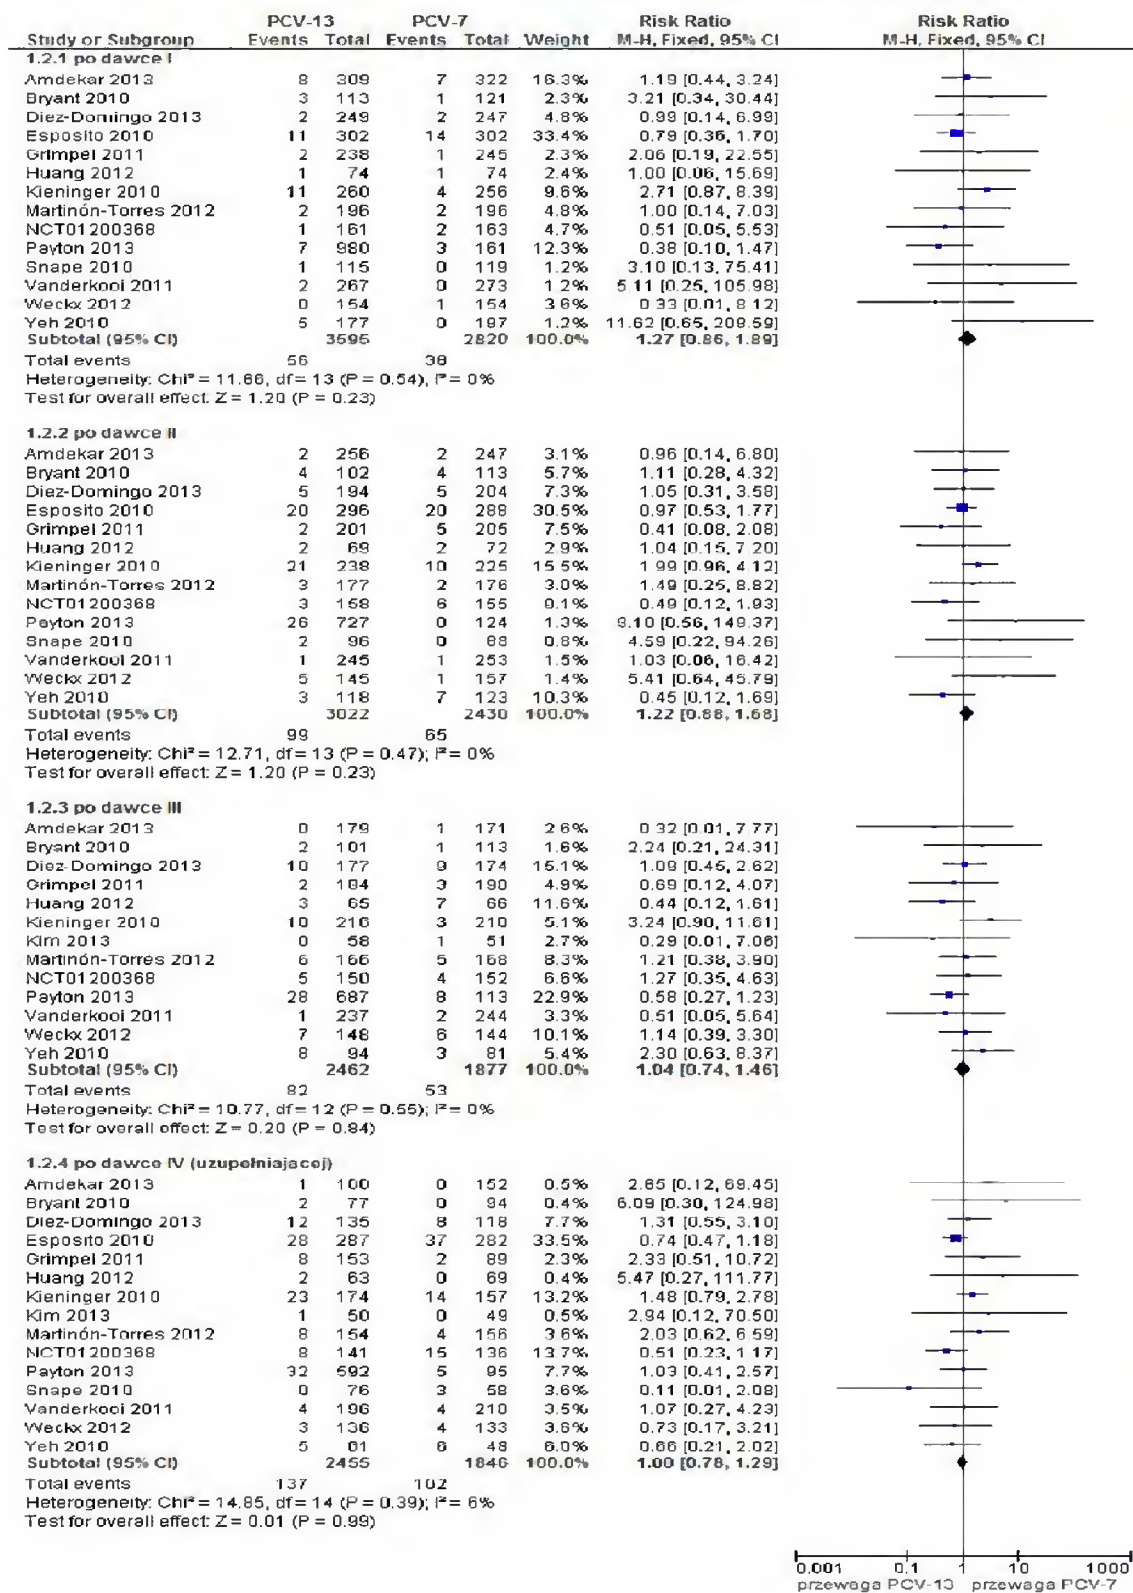 PCV-13 PCV-7 Risk Ratio Risk Ratio
Study or Subgroup Events Total Events Total Weight M-H, Fixed, 95% CI M-H, Fixed, 95% CI
1.2.1 po dawce I
Amdekar 2013 8 309 7 322 16.3% 1.19 [0.44, 3.24]
Bryant 2010 3 113 1 121 2.3% 3.21 [0.34, 30.44]
Diez-Domingo 2013 2 249 2 247 4.8% 0.99 [0.14, 6.99]
Esposito 2010 11 302 14 302 33.4% 0.79 [0.36, 1.70]
Grimpel 2011 2 238 1 245 2.3% 2.06 [0.19, 22.55]
Huang 2012 1 74 1 74 2.4% 1.00 [0.06, 15.69]
Kieninger 2010 11 260 4 256 9.6% 2.71 [0.87, 8.39]
Martinón-Torres 2012 2 196 2 196 4.8% 1.00 [0.14, 7.03]
NCT01200368 1 161 2 163 4.7% 0.51 [0.05, 5.53]
Payton 2013 7 980 3 161 12.3% 0.38 [0.10, 1.47]
Snape 2010 1 115 0 119 1.2% 3.10 [0.13, 75.41]
Vanderkooi 2011 2 267 0 273 1.2% 5.11 [0.25, 105.98]
Weckx 2012 0 154 1 154 3.6% 0.33 [0.01, 8.12]
Yeh 2010 5 177 0 197 1.2% 11.62 [0.65, 209.59]
Subtotal (95% CI) 3595 2820 100.0% 1.27 [0.86, 1.89]
Total events 56 38
Heterogeneity: Chi² = 11.86, df = 13 (P = 0.54); I² = 0%
Test for overall effect: Z = 1.20 (P = 0.23)
1.2.2 po dawce II
Amdekar 2013 2 256 2 247 3.1% 0.96 [0.14, 6.80]
Bryant 2010 4 102 4 113 5.7% 1.11 [0.28, 4.32]
Diez-Domingo 2013 5 194 5 204 7.3% 1.05 [0.31, 3.58]
Esposito 2010 20 296 20 288 30.5% 0.97 [0.53, 1.77]
Grimpel 2011 2 201 5 205 7.5% 0.41 [0.08, 2.08]
Huang 2012 2 69 2 72 2.9% 1.04 [0.15, 7.20]
Kieninger 2010 21 238 10 225 15.5% 1.99 [0.96, 4.12]
Martinón-Torres 2012 3 177 2 176 3.0% 1.49 [0.25, 8.82]
NCT01200368 3 158 6 155 0.1% 0.49 [0.12, 1.93]
Payton 2013 26 727 0 124 1.3% 9.10 [0.56, 148.37]
Snape 2010 2 96 0 88 0.8% 4.59 [0.22, 94.26]
Vanderkooi 2011 1 245 1 253 1.5% 1.03 [0.06, 16.42]
Weckx 2012 5 145 1 157 1.4% 5.41 [0.64, 45.79]
Yeh 2010 3 118 7 123 10.3% 0.45 [0.12, 1.69]
Subtotal (95% CI) 3022 2430 100.0% 1.22 [0.88, 1.68]
Total events 99 65
Heterogeneity: Chi² = 12.71, df = 13 (P = 0.47); I² = 0%
Test for overall effect: Z = 1.20 (P = 0.23)
1.2.3 po dawce III
Amdekar 2013 0 179 1 171 2.6% 0.32 [0.01, 7.77]
Bryant 2010 2 101 1 113 1.6% 2.24 [0.21, 24.31]
Diez-Domingo 2013 10 177 9 174 15.1% 1.09 [0.45, 2.62]
Grimpel 2011 2 184 3 190 4.9% 0.69 [0.12, 4.07]
Huang 2012 3 65 7 66 11.6% 0.44 [0.12, 1.61]
Kieninger 2010 10 216 3 210 5.1% 3.24 [0.90, 11.61]
Kim 2013 0 58 1 51 2.7% 0.29 [0.01, 7.06]
Martinón-Torres 2012 6 166 5 168 8.3% 1.21 [0.38, 3.90]
NCT01200368 5 150 4 152 6.6% 1.27 [0.35, 4.63]
Payton 2013 28 687 8 113 22.9% 0.58 [0.27, 1.23]
Vanderkooi 2011 1 237 2 244 3.3% 0.51 [0.05, 5.64]
Weckx 2012 7 148 6 144 10.1% 1.14 [0.39, 3.30]
Yeh 2010 8 94 3 81 5.4% 2.30 [0.63, 8.37]
Subtotal (95% CI) 2462 1877 100.0% 1.04 [0.74, 1.46]
Total events 82 53
Heterogeneity: Chi² = 10.77, df = 12 (P = 0.55); I² = 0%
Test for overall effect: Z = 0.20 (P = 0.84)
1.2.4 po dawce IV (uzupełniajacej)
Amdekar 2013 1 100 0 152 0.5% 2.85 [0.12, 69.45]
Bryant 2010 2 77 0 94 0.4% 6.09 [0.30, 124.98]
Diez-Domingo 2013 12 135 8 118 7.7% 1.31 [0.55, 3.10]
Esposito 2010 28 287 37 282 33.5% 0.74 [0.47, 1.18]
Grimpel 2011 8 153 2 89 2.3% 2.33 [0.51, 10.72]
Huang 2012 2 63 0 69 0.4% 5.47 [0.27, 111.77]
Kieninger 2010 23 174 14 157 13.2% 1.48 [0.79, 2.78]
Kim 2013 1 50 0 49 0.5% 2.94 [0.12, 70.50]
Martinón-Torres 2012 8 154 4 156 3.6% 2.03 [0.62, 6.59]
NCT01200368 8 141 15 136 13.7% 0.51 [0.23, 1.17]
Payton 2013 32 592 5 95 7.7% 1.03 [0.41, 2.57]
Snape 2010 0 76 3 58 3.6% 0.11 [0.01, 2.08]
Vanderkooi 2011 4 196 4 210 3.5% 1.07 [0.27, 4.23]
Weckx 2012 3 136 4 133 3.6% 0.73 [0.17, 3.21]
Yeh 2010 5 61 6 48 6.0% 0.66 [0.21, 2.02]
Subtotal (95% CI) 2455 1846 100.0% 1.00 [0.78, 1.29]
Total events 137 102
Heterogeneity: Chi² = 14.85, df = 14 (P = 0.39); I² = 6%
Test for overall effect: Z = 0.01 (P = 0.99)
0.001 0.1 1 10 1000
przewaga PCV-13 przewaga PCV-7